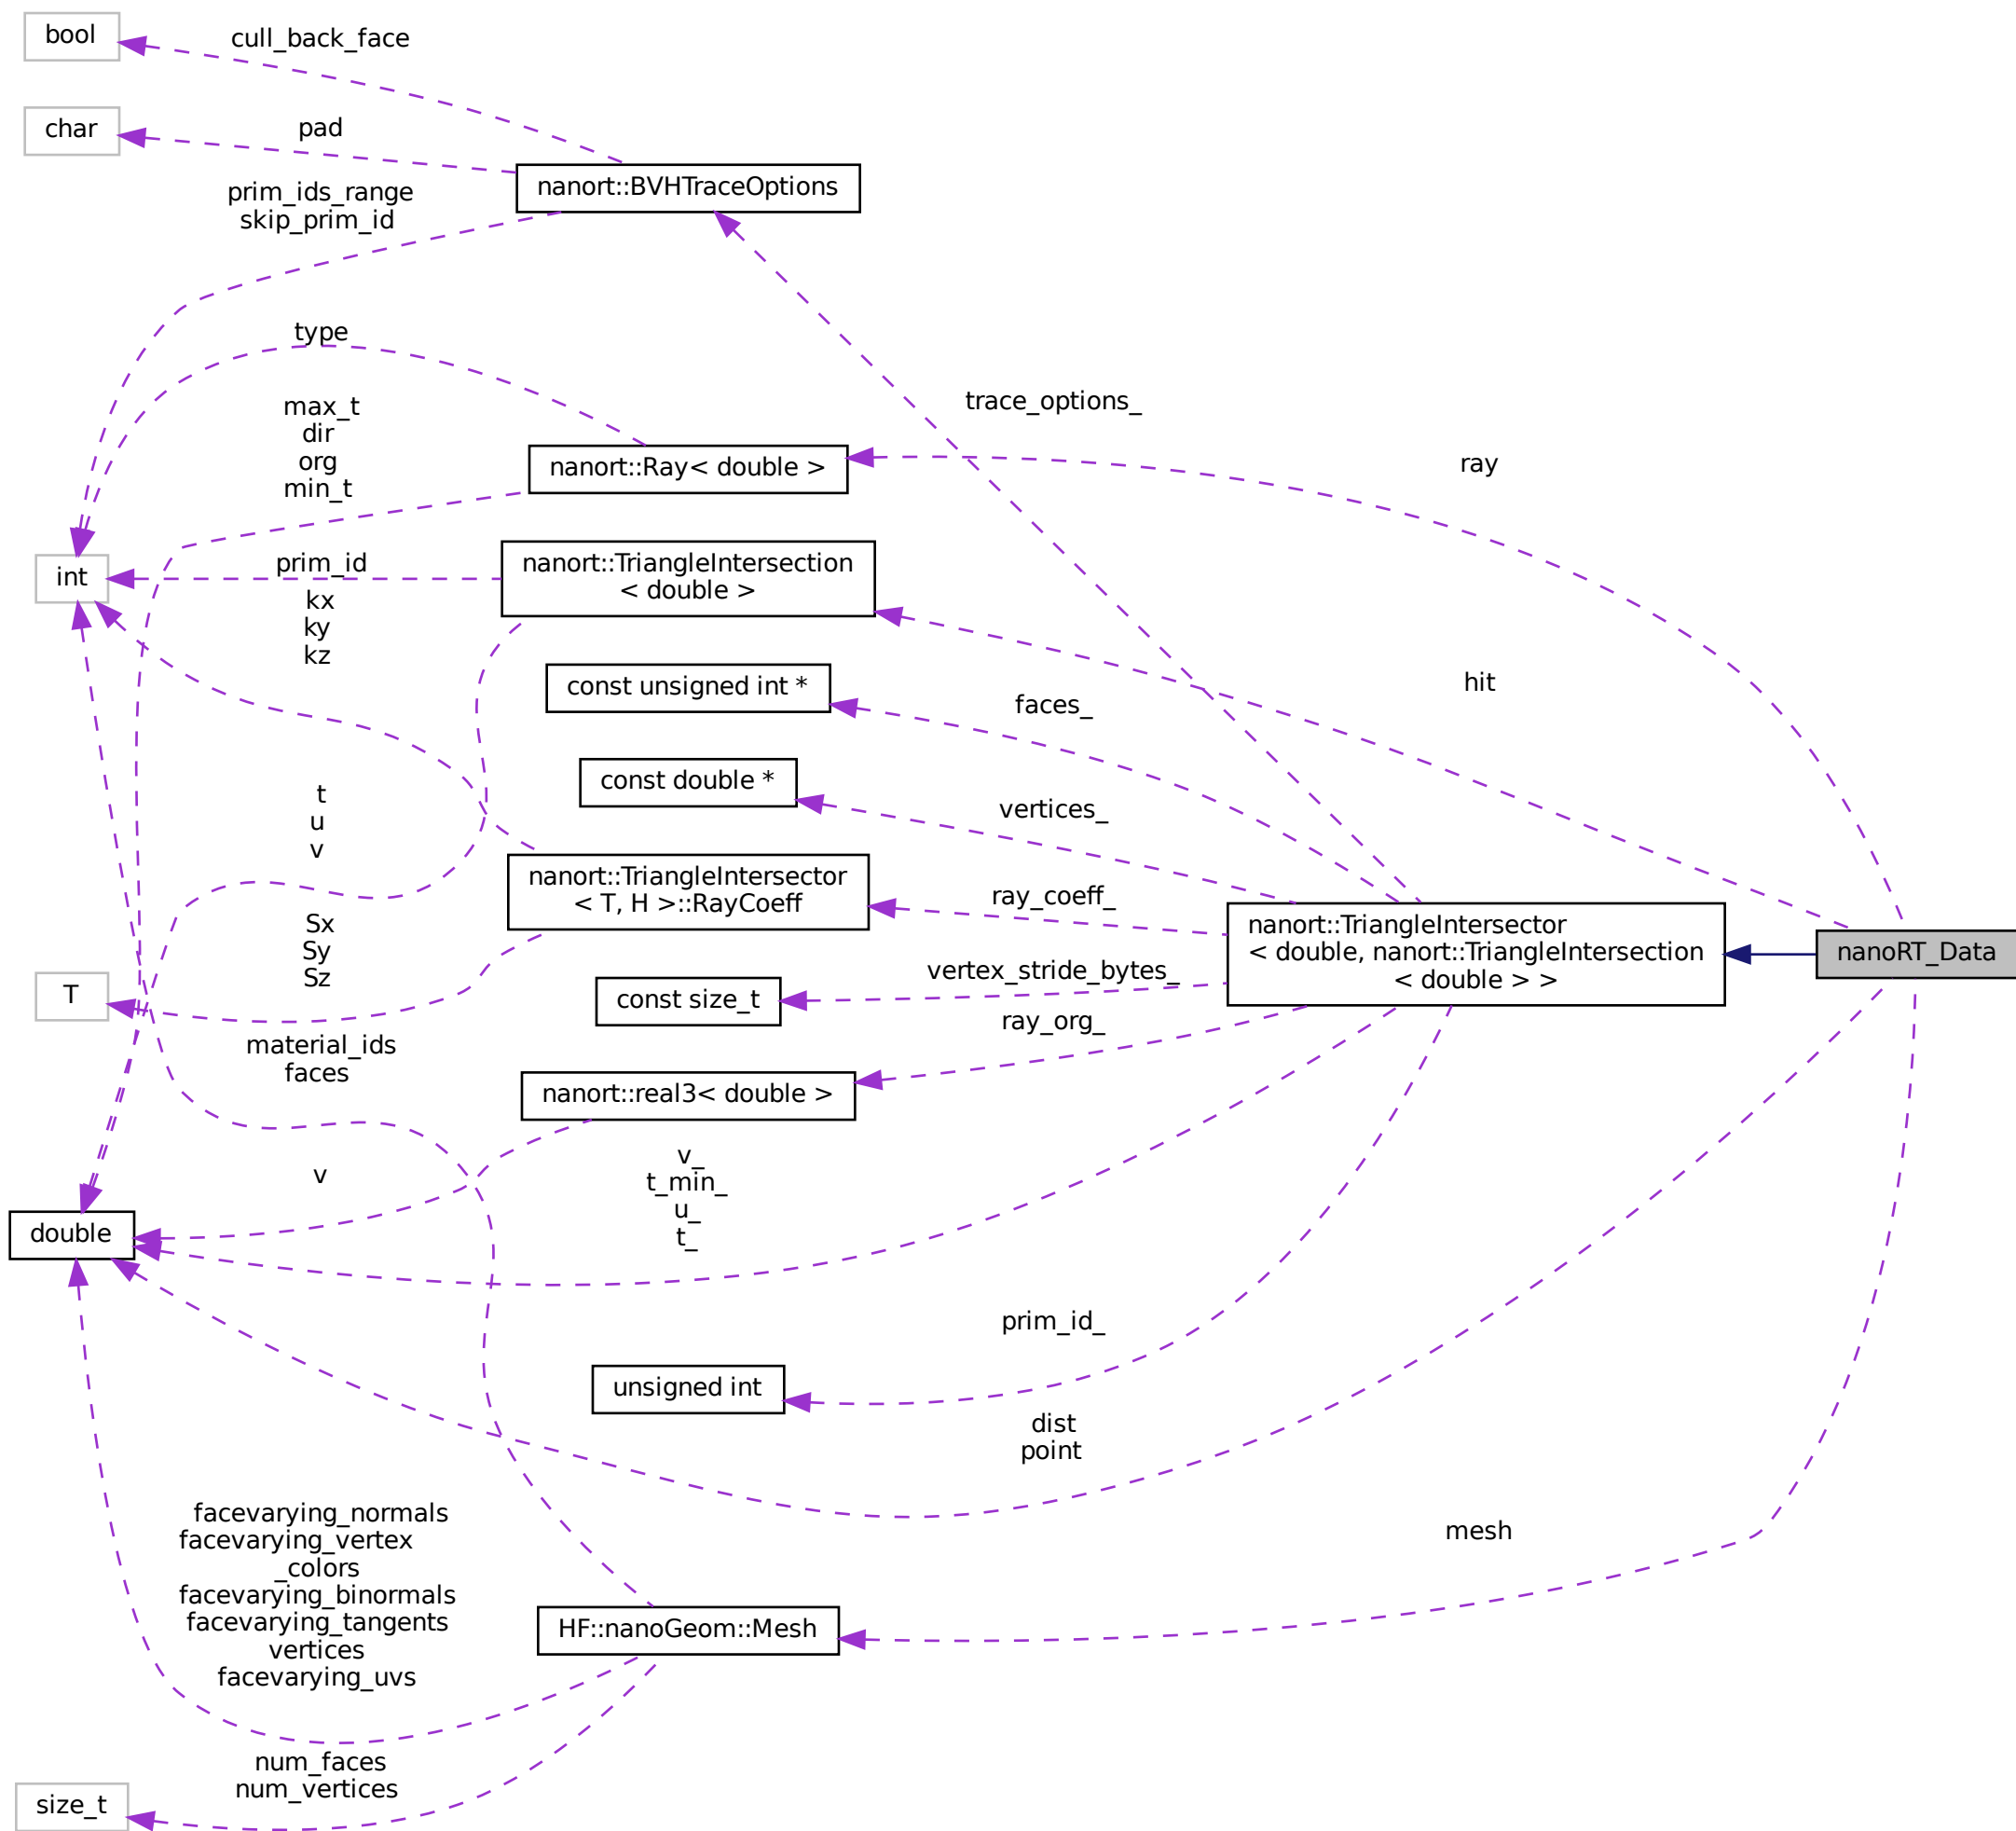 bool
cull_back_face
char
pad
nanort::BVHTraceOptions
prim_ids_range
skip_prim_id
type
trace_options_
max_t
dir
org
min_t
nanort::Ray< double >
ray
int
prim_id
nanort::TriangleIntersection
< double >
kx
ky
kz
const unsigned int *
faces_
hit
const double *
vertices_
t
u
v
nanort::TriangleIntersector
< T, H >::RayCoeff
ray_coeff_
nanort::TriangleIntersector
< double, nanort::TriangleIntersection
< double > >
nanoRT_Data
Sx
Sy
Sz
T
const size_t
vertex_stride_bytes_
ray_org_
material_ids
faces
nanort::real3< double >
v
v_
t_min_
u_
t_
double
prim_id_
unsigned int
dist
point
facevarying_normals
facevarying_vertex
_colors
facevarying_binormals
facevarying_tangents
vertices
facevarying_uvs
mesh
HF::nanoGeom::Mesh
num_faces
num_vertices
size_t